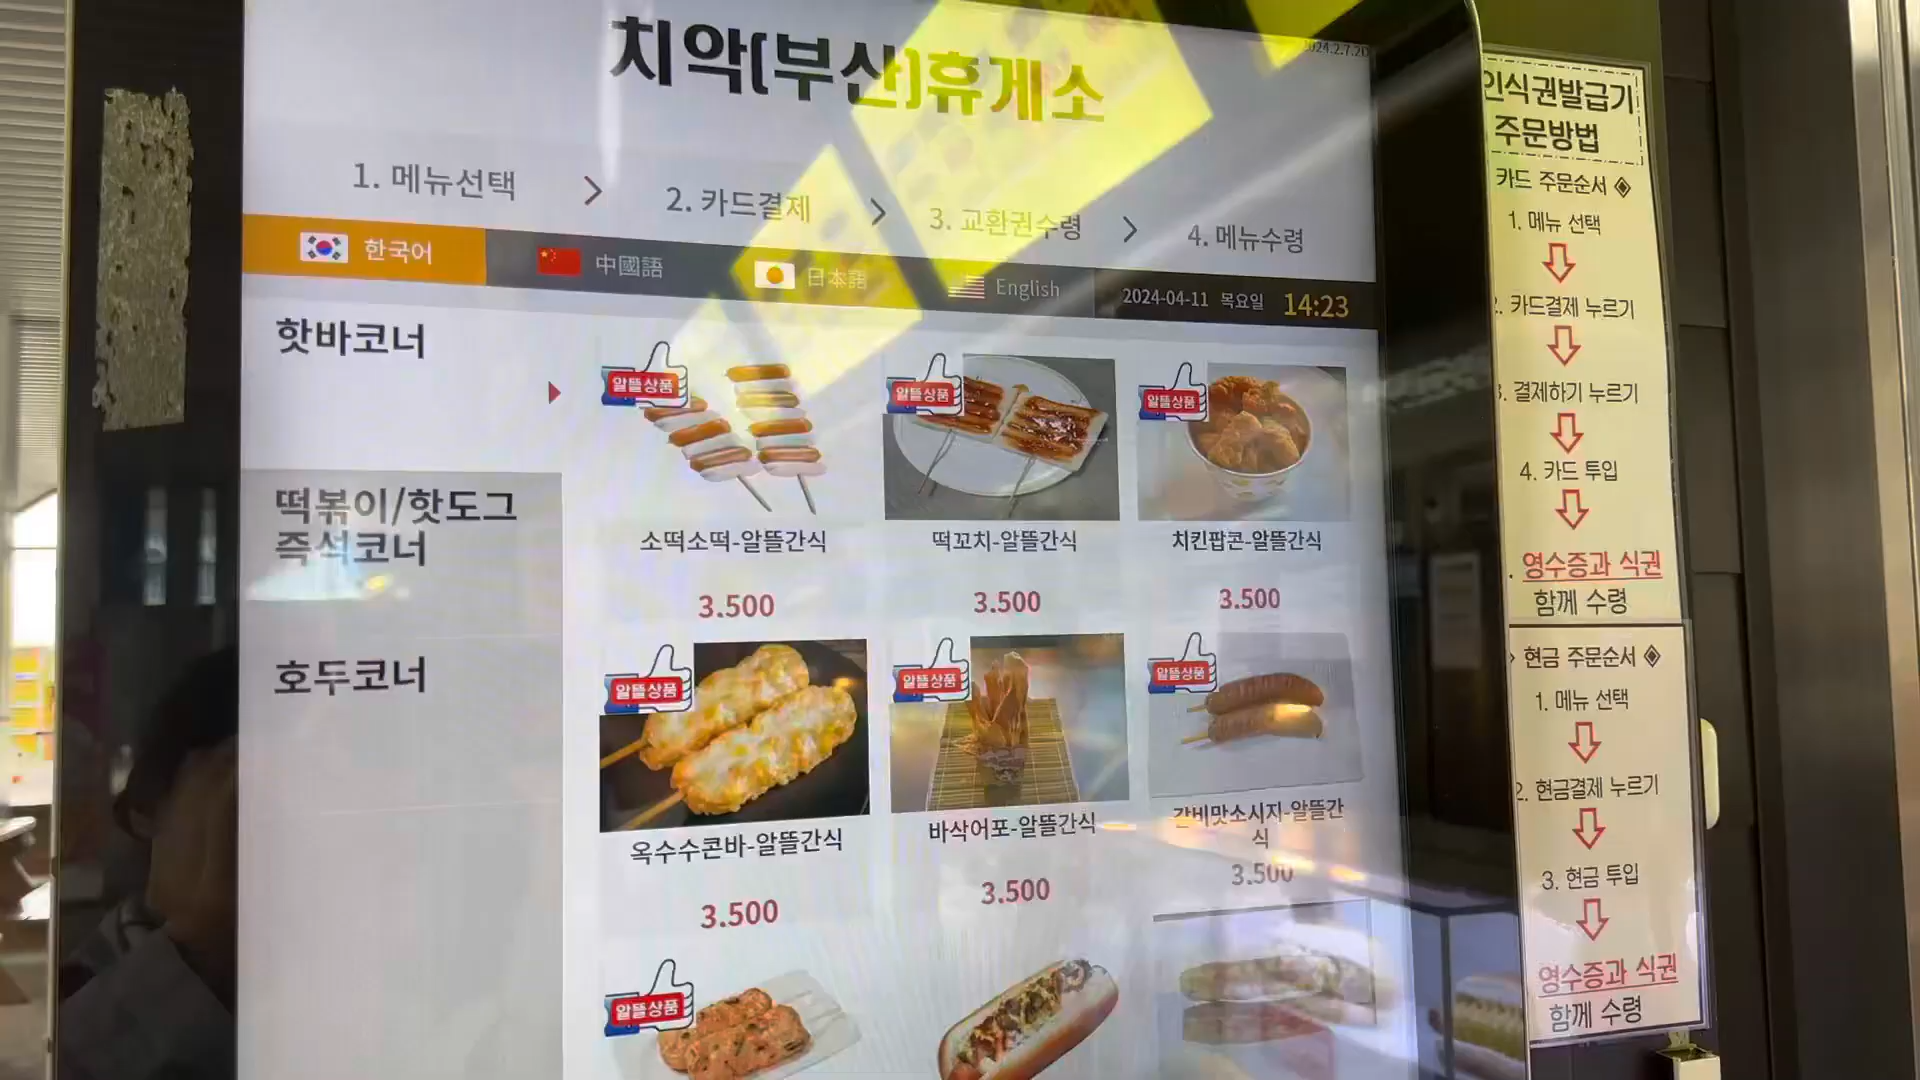 치악(부산)휴게소
2024.2.7.20
1. 메뉴선택 > 2. 카드결제 > 3. 교환권수령 > 4. 메뉴수령
한국어 中國語 日本語 English 2024-04-11 목요일 14:23
핫바코너
떡볶이/핫도그
즉석코너
호두코너
알뜰상품 알뜰상품 알뜰상품
소떡소떡-알뜰간식 떡꼬치-알뜰간식 치킨팝콘-알뜰간식
3.500 3.500 3.500
알뜰상품 알뜰상품 알뜰상품
옥수수콘바-알뜰간식 바삭어포-알뜰간식 갈비맛소시지-알뜰간
식
3.500 3.500 3.500
알뜰상품
인식권발급기
주문방법
카드 주문순서 ◈
1. 메뉴 선택
2. 카드결제 누르기
3. 결제하기 누르기
4. 카드 투입
영수증과 식권
함께 수령
현금 주문순서 ◈
1. 메뉴 선택
2. 현금결제 누르기
3. 현금 투입
영수증과 식권
함께 수령